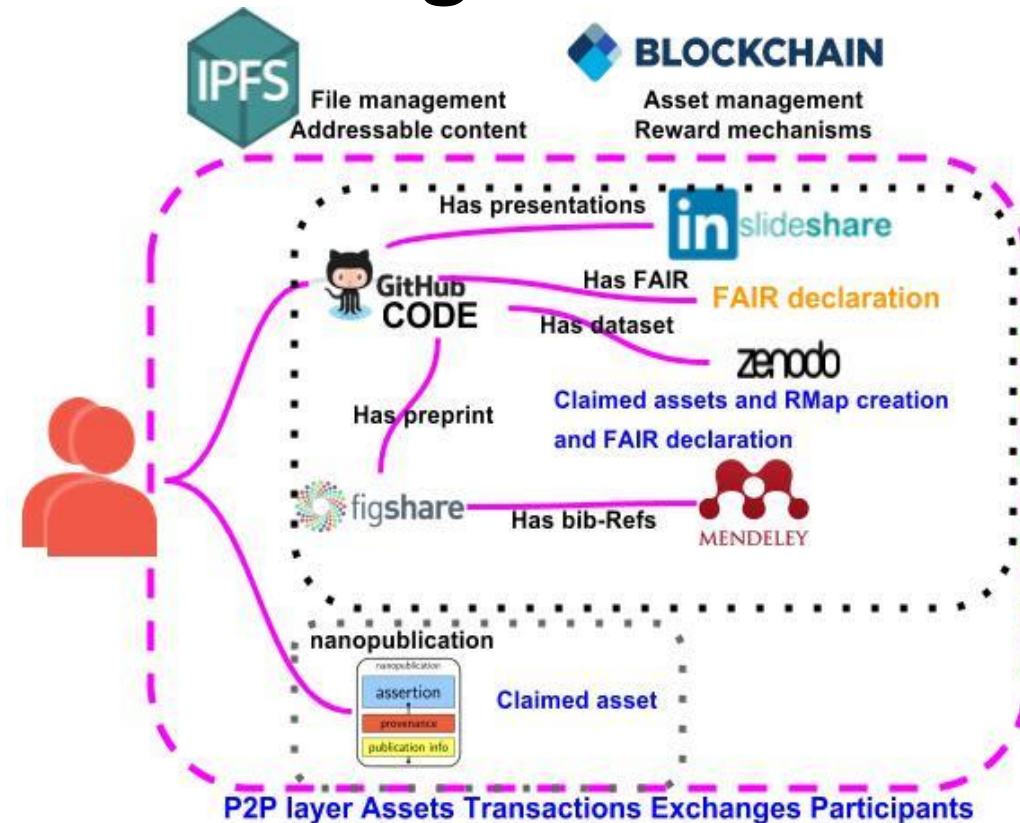 IPFS
BLOCKCHAIN
File management
Addressable content
Asset management
Reward mechanisms
Has presentations
in slideshare
Has FAIR
GitHub
CODE
FAIR declaration
Has dataset
zenodo
Claimed assets and RMap creation
and FAIR declaration
Has preprint
figshare
Has bib-Refs
MENDELEY
nanopublication
nanopublication
assertion
Claimed asset
provenance
publication info
P2P layer Assets Transactions Exchanges Participants